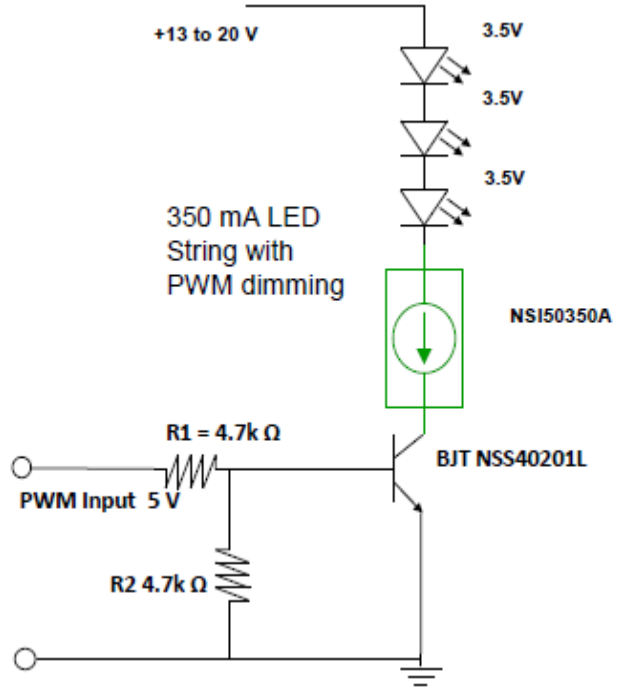 +13 to 20 V
3.5V
3.5V
3.5V
350 mA LED
String with
PWM dimming
NSI50350A
R1 = 4.7k Ω
BJT NSS40201L
PWM Input 5 V
R2 4.7k Ω